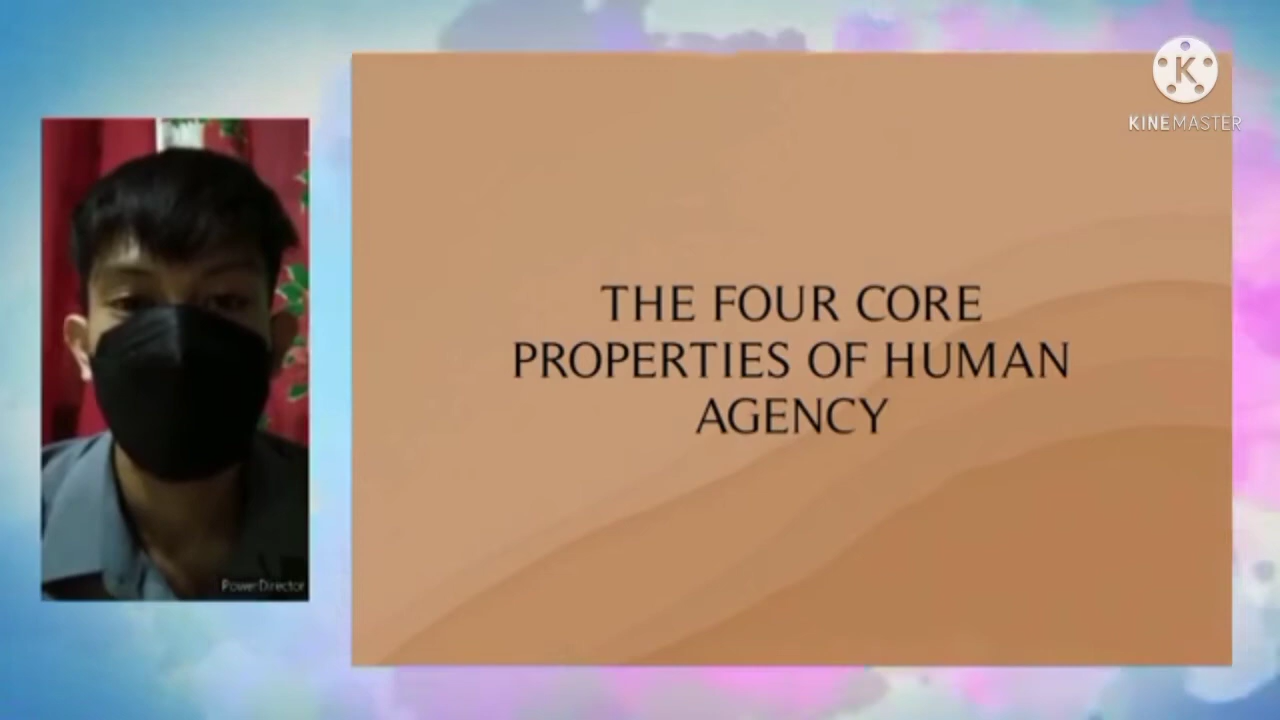 KINEMASTER
THE FOUR CORE
PROPERTIES OF HUMAN
AGENCY
PowerDirector